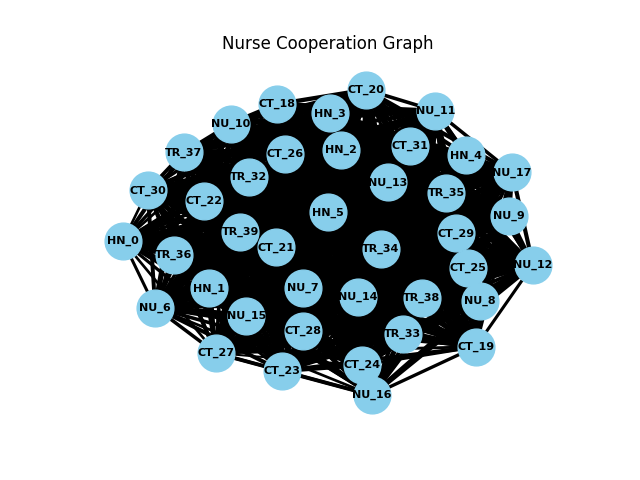 Nurse Cooperation Graph
CT_20
CT_18
NU_11
HN_3
NU_10
CT_31
HN_2
TR_37
CT_26
HN_4
NU_17
TR_32
NU_13
CT_30
TR_35
CT_22
HN_5
NU_9
TR_39
CT_29
HN_0
CT_21
TR_34
TR_36
NU_12
CT_25
HN_1
NU_7
NU_14
TR_38
NU_8
NU_6
NU_15
CT_28
TR_33
CT_19
CT_27
CT_24
CT_23
NU_16